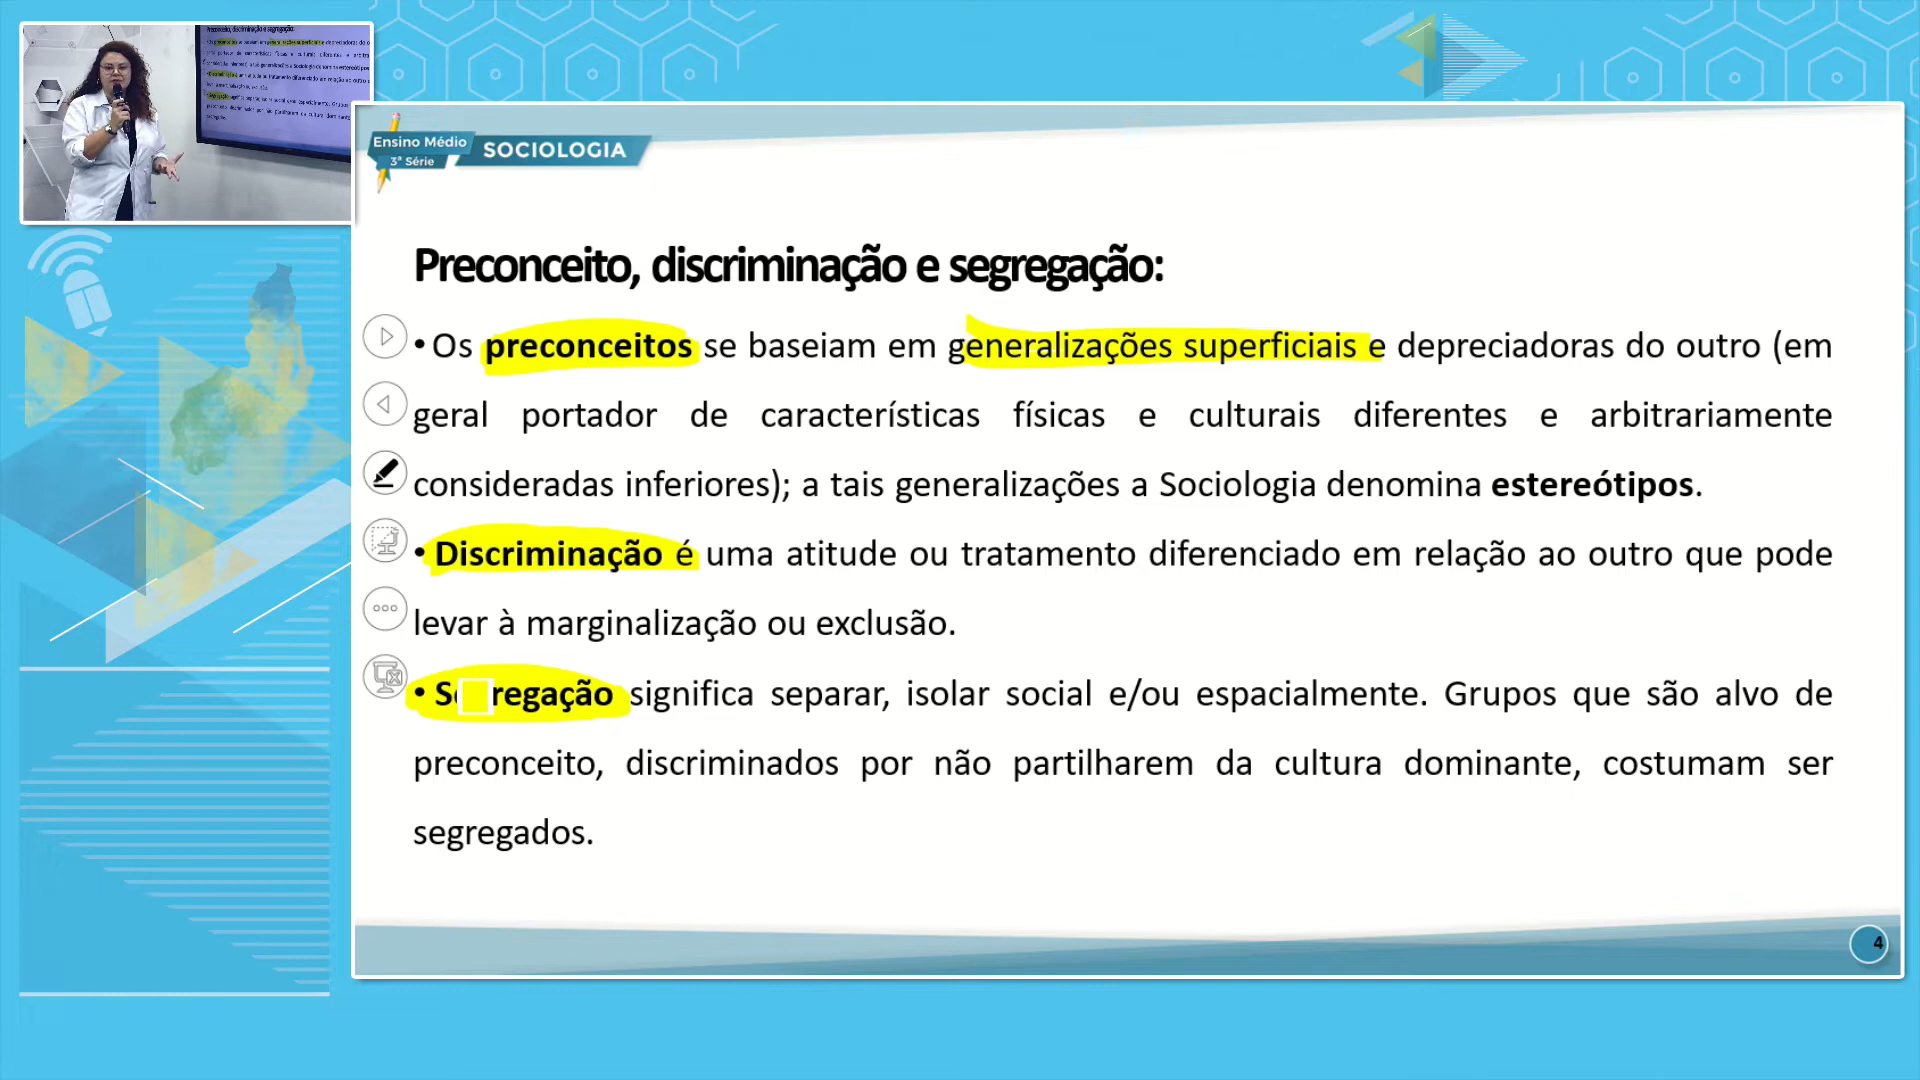 Ensino Médio
3ª Série
SOCIOLOGIA
Preconceito, discriminação e segregação:
• Os preconceitos se baseiam em generalizações superficiais e depreciadoras do outro (em
geral portador de características físicas e culturais diferentes e arbitrariamente
consideradas inferiores); a tais generalizações a Sociologia denomina estereótipos.
• Discriminação é uma atitude ou tratamento diferenciado em relação ao outro que pode
levar à marginalização ou exclusão.
• Segregação significa separar, isolar social e/ou espacialmente. Grupos que são alvo de
preconceito, discriminados por não partilharem da cultura dominante, costumam ser
segregados.
4